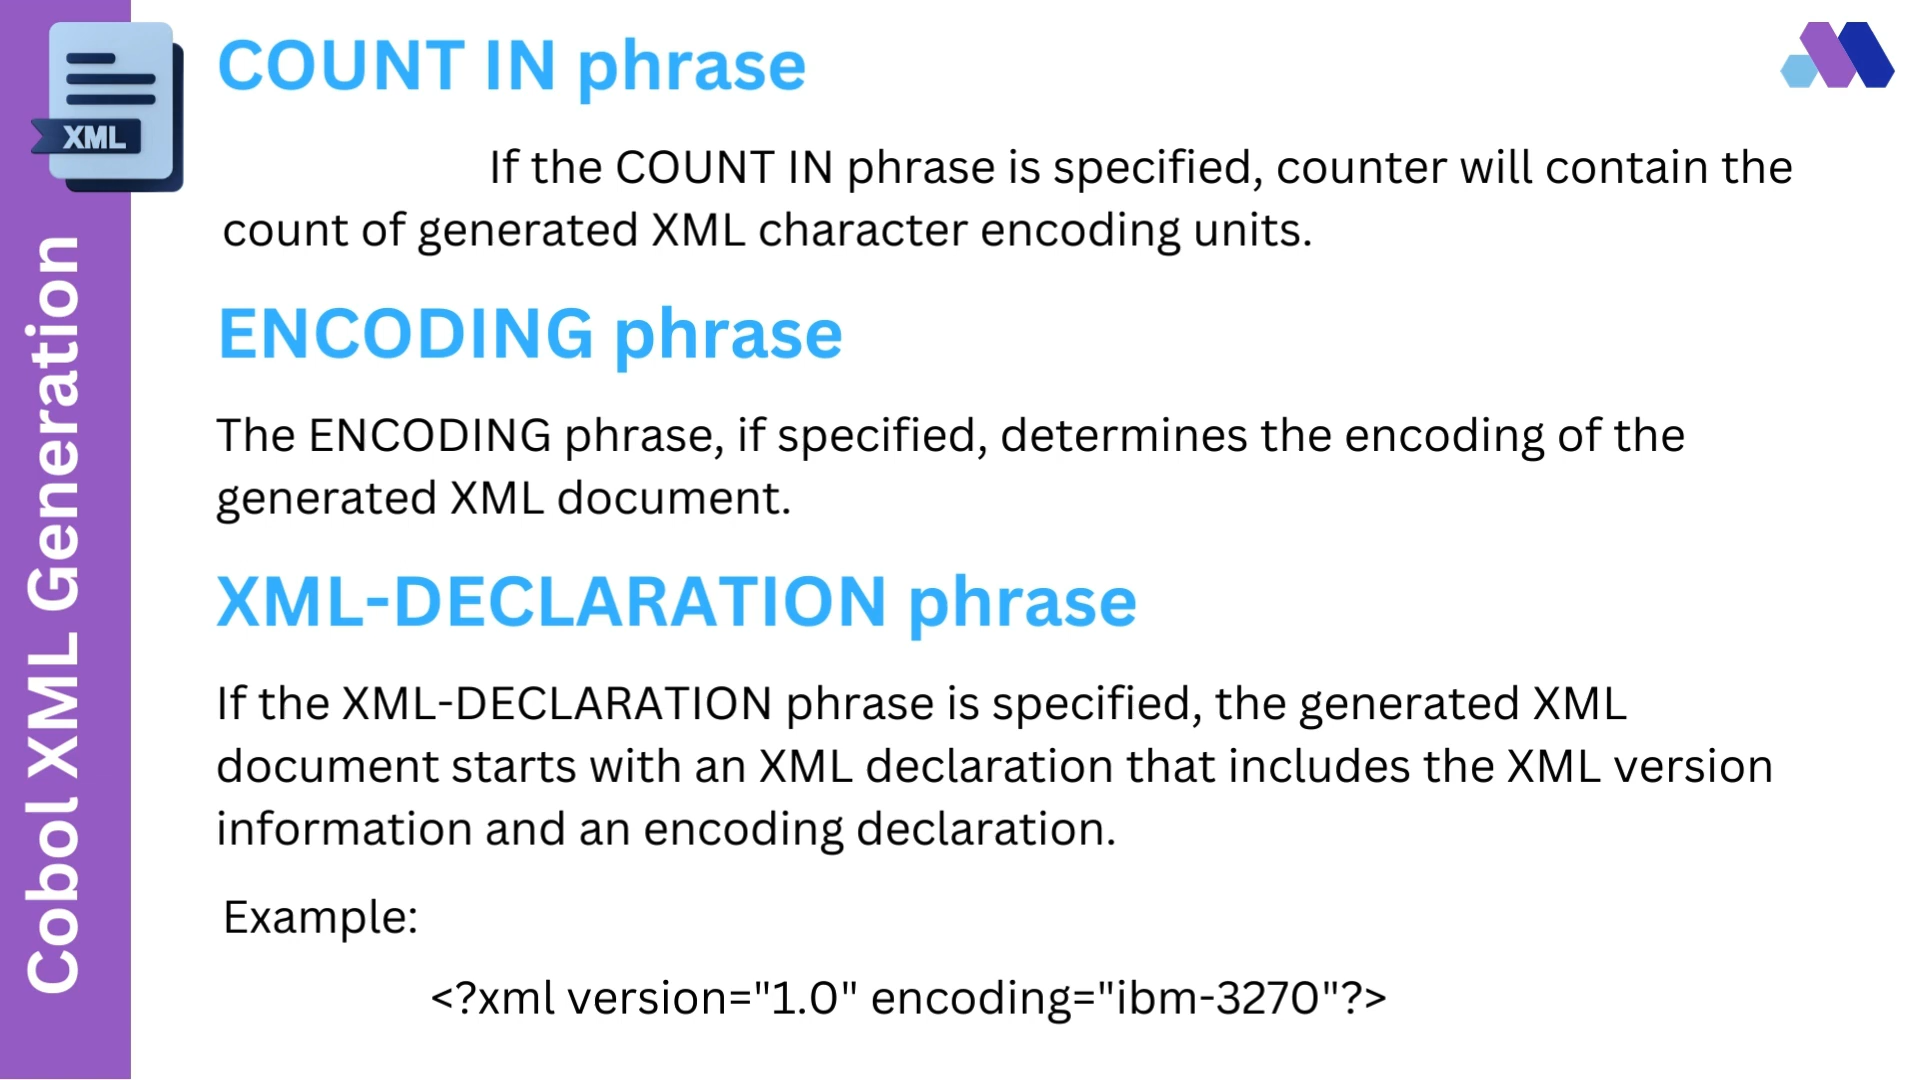 XML
Cobol XML Generation
COUNT IN phrase
If the COUNT IN phrase is specified, counter will contain the
count of generated XML character encoding units.
ENCODING phrase
The ENCODING phrase, if specified, determines the encoding of the
generated XML document.
XML-DECLARATION phrase
If the XML-DECLARATION phrase is specified, the generated XML
document starts with an XML declaration that includes the XML version
information and an encoding declaration.
Example:
<?xml version="1.0" encoding="ibm-3270"?>